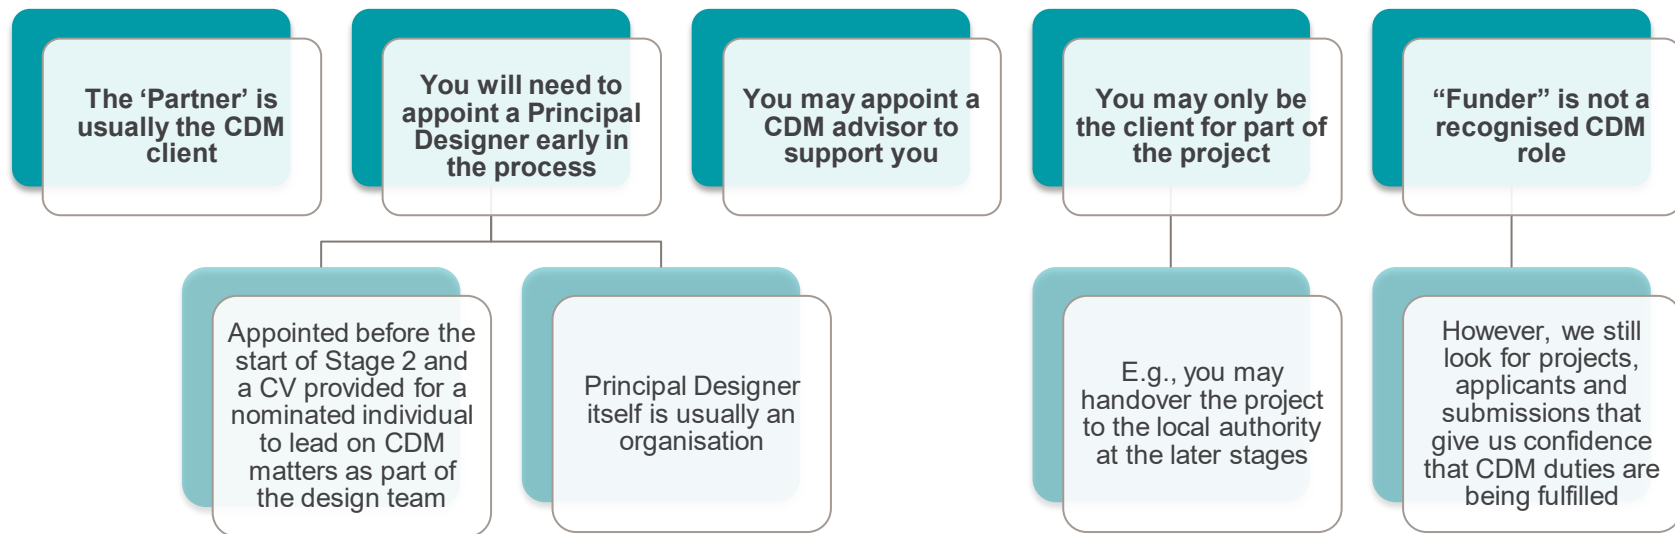 The ‘Partner’ is
usually the CDM
client
You will need to
appoint a Principal
Designer early in
the process
You may appoint a
CDM advisor to
support you
You may only be
the client for part of
the project
“Funder” is not a
recognised CDM
role
Appointed before the
start of Stage 2 and
a CV provided for a
nominated individual
to lead on CDM
matters as part of
the design team
Principal Designer
itself is usually an
organisation
E.g., you may
handover the project
to the local authority
at the later stages
However, we still
look for projects,
applicants and
submissions that
give us confidence
that CDM duties are
being fulfilled